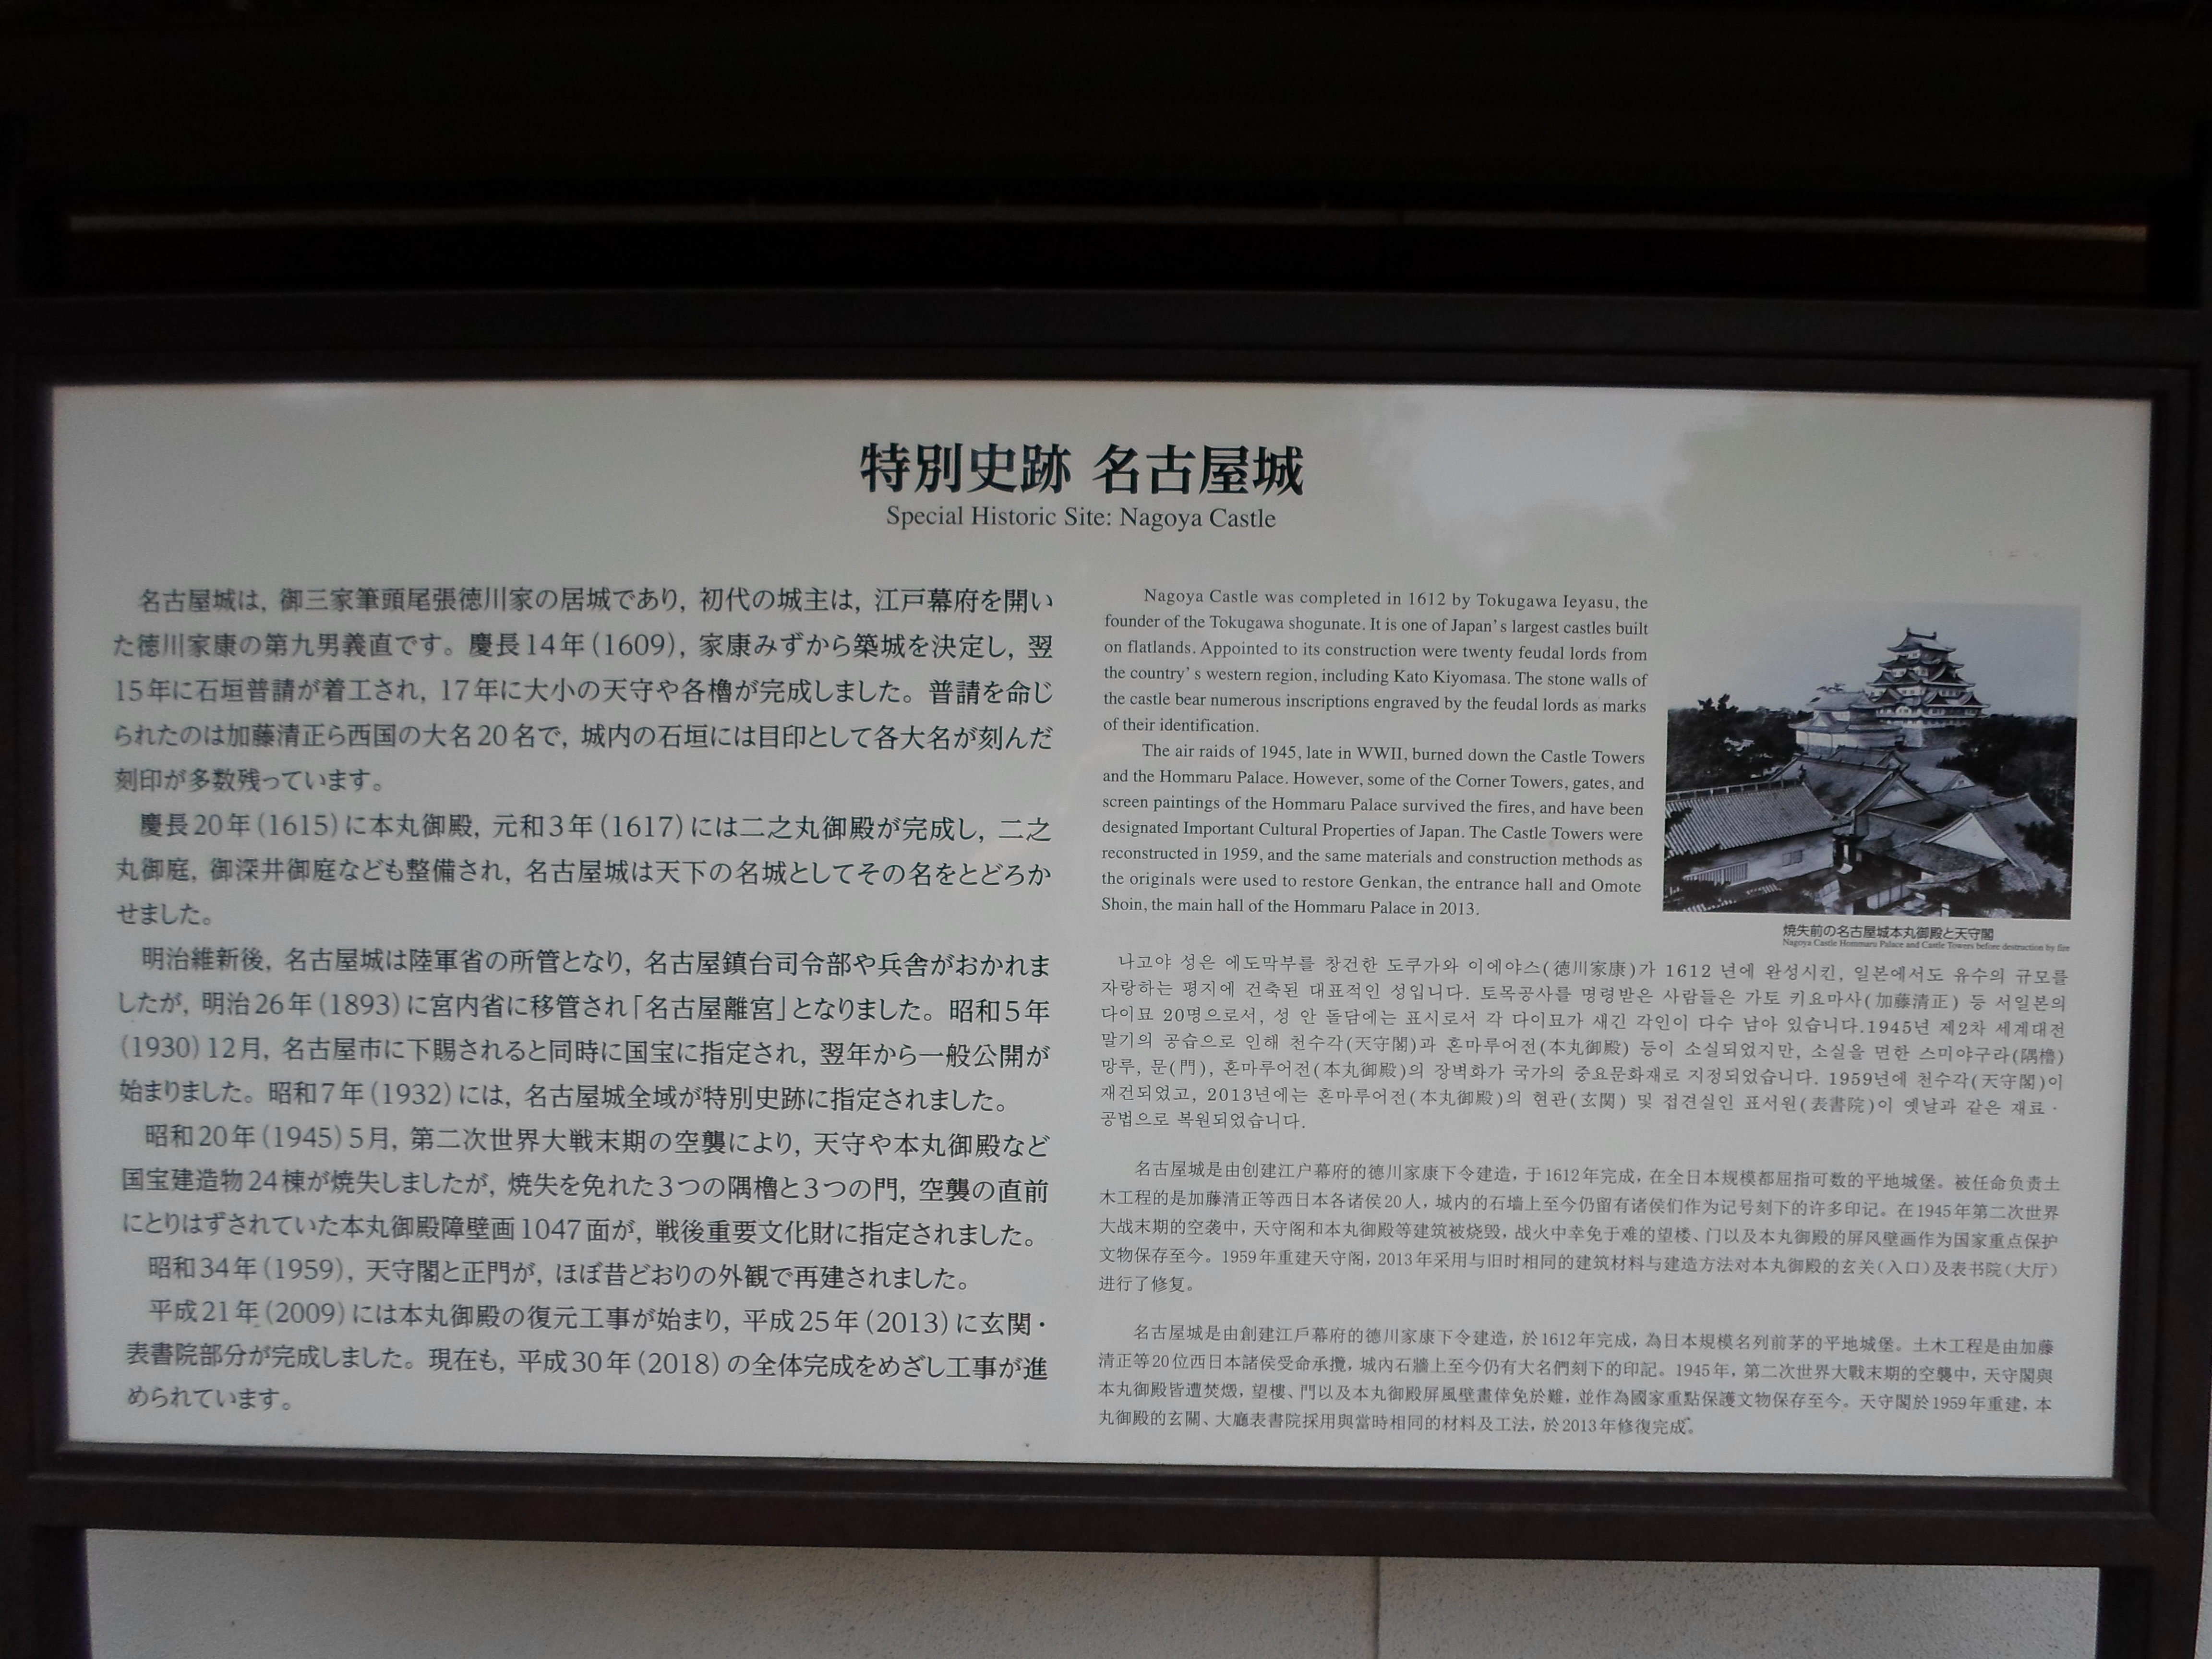 特別史跡 名古屋城
Special Historic Site: Nagoya Castle
名古屋城は, 御三家筆頭尾張徳川家の居城であり, 初代の城主は, 江戸幕府を開い
た徳川家康の第九男義直です。慶長14年(1609), 家康みずから築城を決定し, 翌
15年に石垣普請が着工され, 17年に大小の天守や各櫓が完成しました。普請を命じ
られたのは加藤清正ら西国の大名20名で, 城内の石垣には目印として各大名が刻んだ
刻印が多数残っています。
慶長20年(1615)に本丸御殿, 元和3年(1617)には二之丸御殿が完成し, 二之
丸御庭, 御深井御庭なども整備され, 名古屋城は天下の名城としてその名をとどろか
せました。
明治維新後, 名古屋城は陸軍省の所管となり, 名古屋鎮台司令部や兵舎がおかれま
したが, 明治26年(1893)に宮内省に移管され「名古屋離宮」となりました。昭和5年
(1930)12月, 名古屋市に下賜されると同時に国宝に指定され, 翌年から一般公開が
始まりました。昭和7年(1932)には, 名古屋城全域が特別史跡に指定されました。
昭和20年(1945)5月, 第二次世界大戦末期の空襲により, 天守や本丸御殿など
国宝建造物24棟が焼失しましたが, 焼失を免れた3つの隅櫓と3つの門, 空襲の直前
にとりはずされていた本丸御殿障壁画1047面が, 戦後重要文化財に指定されました。
昭和34年(1959), 天守閣と正門が, ほぼ昔どおりの外観で再建されました。
平成21年(2009)には本丸御殿の復元工事が始まり, 平成25年(2013)に玄関・
表書院部分が完成しました。現在も, 平成30年(2018)の全体完成をめざし工事が進
められています。
Nagoya Castle was completed in 1612 by Tokugawa Ieyasu, the
founder of the Tokugawa shogunate. It is one of Japan's largest castles built
on flatlands. Appointed to its construction were twenty feudal lords from
the country's western region, including Kato Kiyomasa. The stone walls of
the castle bear numerous inscriptions engraved by the feudal lords as marks
of their identification.
The air raids of 1945, late in WWII, burned down the Castle Towers
and the Hommaru Palace. However, some of the Corner Towers, gates, and
screen paintings of the Hommaru Palace survived the fires, and have been
designated Important Cultural Properties of Japan. The Castle Towers were
reconstructed in 1959, and the same materials and construction methods as
the originals were used to restore Genkan, the entrance hall and Omote
Shoin, the main hall of the Hommaru Palace in 2013.
焼失前の名古屋城本丸御殿と天守閣
Nagoya Castle Hommaru Palace and Castle Towers before destruction by fire
나고야 성은 에도막부를 창건한 도쿠가와 이에야스(徳川家康)가 1612 년에 완성시킨, 일본에서도 유수의 규모를
자랑하는 평지에 건축된 대표적인 성입니다. 토목공사를 명령받은 사람들은 가토 키요마사(加藤清正) 등 서일본의
다이묘 20명으로서, 성 안 돌담에는 표시로서 각 다이묘가 새긴 각인이 다수 남아 있습니다.1945년 제2차 세계대전
말기의 공습으로 인해 천수각(天守閣)과 혼마루어전(本丸御殿) 등이 소실되었지만, 소실을 면한 스미야구라(隅櫓)
망루, 문(門), 혼마루어전(本丸御殿)의 장벽화가 국가의 중요문화재로 지정되었습니다. 1959년에 천수각(天守閣)이
재건되었고, 2013년에는 혼마루어전(本丸御殿)의 현관(玄関) 및 접견실인 표서원(表書院)이 옛날과 같은 재료·
공법으로 복원되었습니다.
名古屋城是由创建江户幕府的德川家康下令建造, 于1612年完成, 在全日本规模都屈指可数的平地城堡。被任命负责土
木工程的是加藤清正等西日本各诸侯20人, 城内的石墙上至今仍留有诸侯们作为记号刻下的许多印记。在1945年第二次世界
大战末期的空袭中, 天守阁和本丸御殿等建筑被烧毁, 战火中幸免于难的望楼、门以及本丸御殿的屏风壁画作为国家重点保护
文物保存至今。1959年重建天守阁, 2013年采用与旧时相同的建筑材料与建造方法对本丸御殿的玄关(入口)及表书院(大厅)
进行了修复。
名古屋城是由創建江戶幕府的德川家康下令建造, 於1612年完成, 為日本規模名列前茅的平地城堡。土木工程是由加藤
清正等20位西日本諸侯受命承攬, 城內石牆上至今仍有大名們刻下的印記。1945年, 第二次世界大戰末期的空襲中, 天守閣與
本丸御殿皆遭焚燬, 望樓、門以及本丸御殿屏風壁畫倖免於難, 並作為國家重點保護文物保存至今。天守閣於1959年重建, 本
丸御殿的玄關、大廳表書院採用與當時相同的材料及工法, 於2013年修復完成。